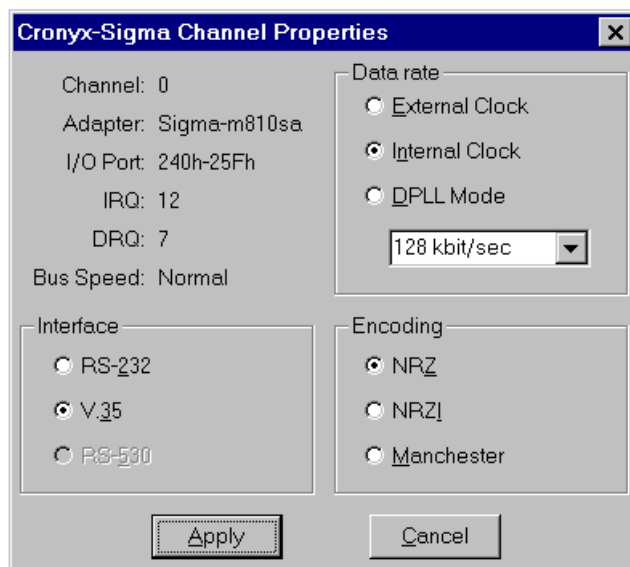 Cronyx-Sigma Channel Properties
Channel: 0
Adapter: Sigma-m810sa
I/O Port: 240h-25Fh
IRQ: 12
DRQ: 7
Bus Speed: Normal
Data rate
External Clock
Internal Clock
DPLL Mode
128 kbit/sec
Interface
RS-232
V.35
RS-530
Encoding
NRZ
NRZI
Manchester
Apply
Cancel